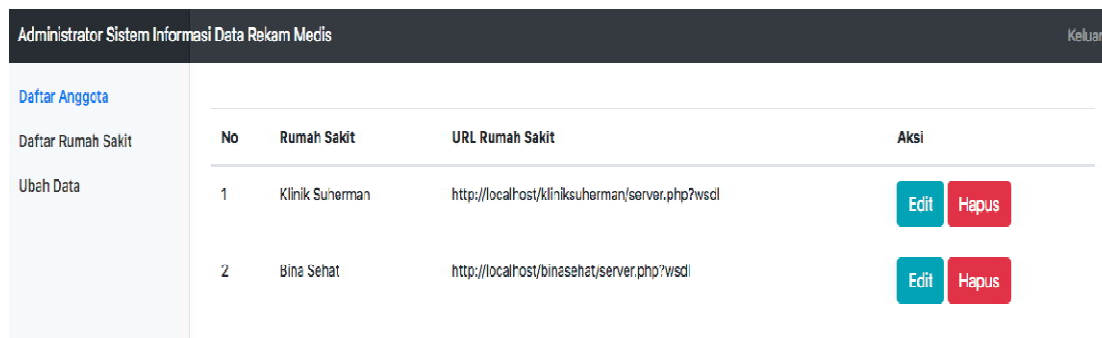 Administrator Sistem Informasi Data Rekam Medis Keluar
Daftar Anggota
Daftar Rumah Sakit
Ubah Data
No Rumah Sakit URL Rumah Sakit Aksi
1 Klinik Suherman http://localhost/kliniksuherman/server.php?wsdl Edit Hapus
2 Bina Sehat http://localhost/binasehat/server.php?wsdl Edit Hapus